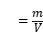 = m/V